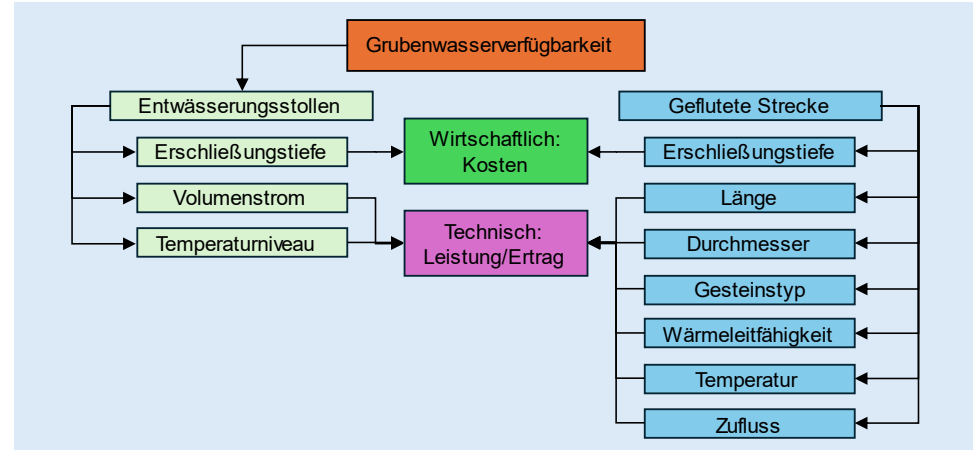 Grubenwasserverfügbarkeit
Entwässerungsstollen
Geflutete Strecke
Erschließungstiefe
Wirtschaftlich:
Kosten
Erschließungstiefe
Volumenstrom
Länge
Temperaturniveau
Technisch:
Leistung/Ertrag
Durchmesser
Gesteinstyp
Wärmeleitfähigkeit
Temperatur
Zufluss